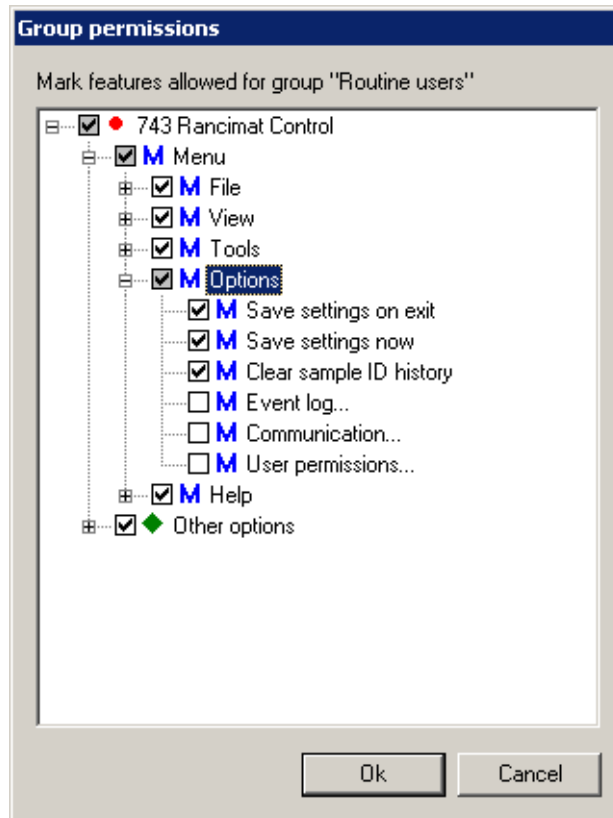 Group permissions
Mark features allowed for group "Routine users"
743 Rancimat Control
M Menu
M File
M View
M Tools
M Options
M Save settings on exit
M Save settings now
M Clear sample ID history
M Event log...
M Communication...
M User permissions...
M Help
Other options
Ok Cancel